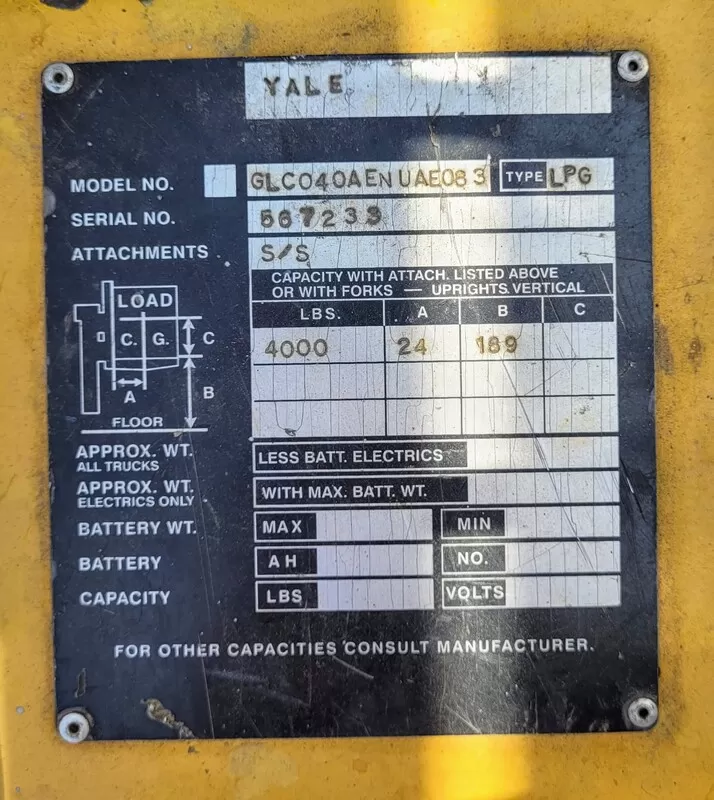 YALE
MODEL NO. GLC040AENUAE083 TYPE LPG
SERIAL NO. 567233
ATTACHMENTS S/S
CAPACITY WITH ATTACH. LISTED ABOVE
OR WITH FORKS — UPRIGHTS VERTICAL
LBS. A B C
4000 24 189
LOAD
C. G. C
A B
FLOOR
APPROX. WT.
ALL TRUCKS
LESS BATT. ELECTRICS
APPROX. WT.
ELECTRICS ONLY
WITH MAX. BATT. WT.
BATTERY WT. MAX MIN
BATTERY AH NO.
CAPACITY LBS VOLTS
FOR OTHER CAPACITIES CONSULT MANUFACTURER.